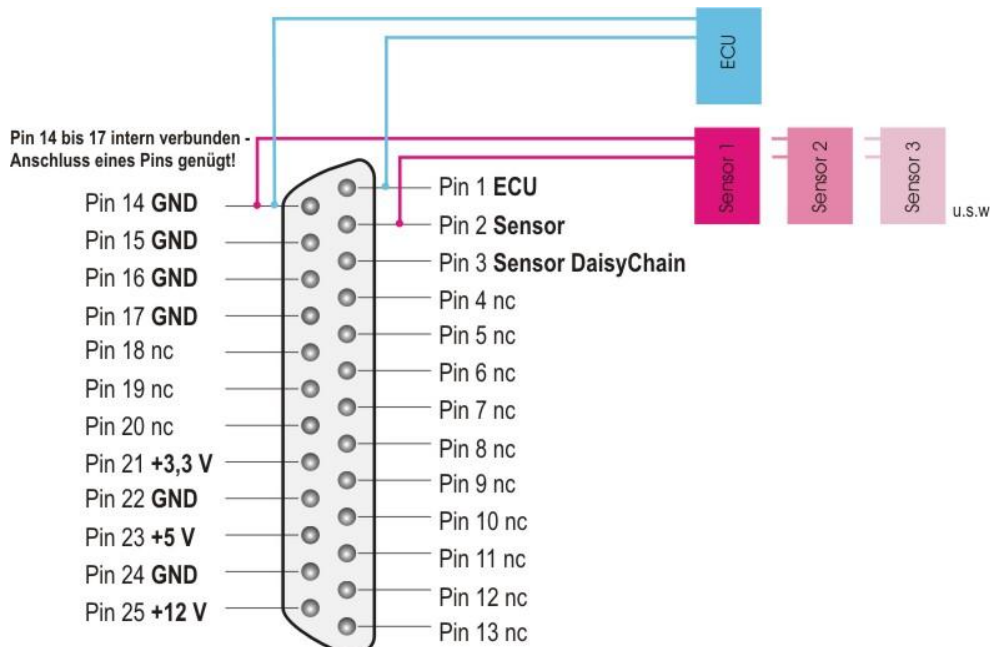 ECU
Pin 14 bis 17 intern verbunden -
Anschluss eines Pins genügt!
Sensor 1
Sensor 2
Sensor 3
u.s.w
Pin 14 GND
Pin 15 GND
Pin 16 GND
Pin 17 GND
Pin 18 nc
Pin 19 nc
Pin 20 nc
Pin 21 +3,3 V
Pin 22 GND
Pin 23 +5 V
Pin 24 GND
Pin 25 +12 V
Pin 1 ECU
Pin 2 Sensor
Pin 3 Sensor DaisyChain
Pin 4 nc
Pin 5 nc
Pin 6 nc
Pin 7 nc
Pin 8 nc
Pin 9 nc
Pin 10 nc
Pin 11 nc
Pin 12 nc
Pin 13 nc